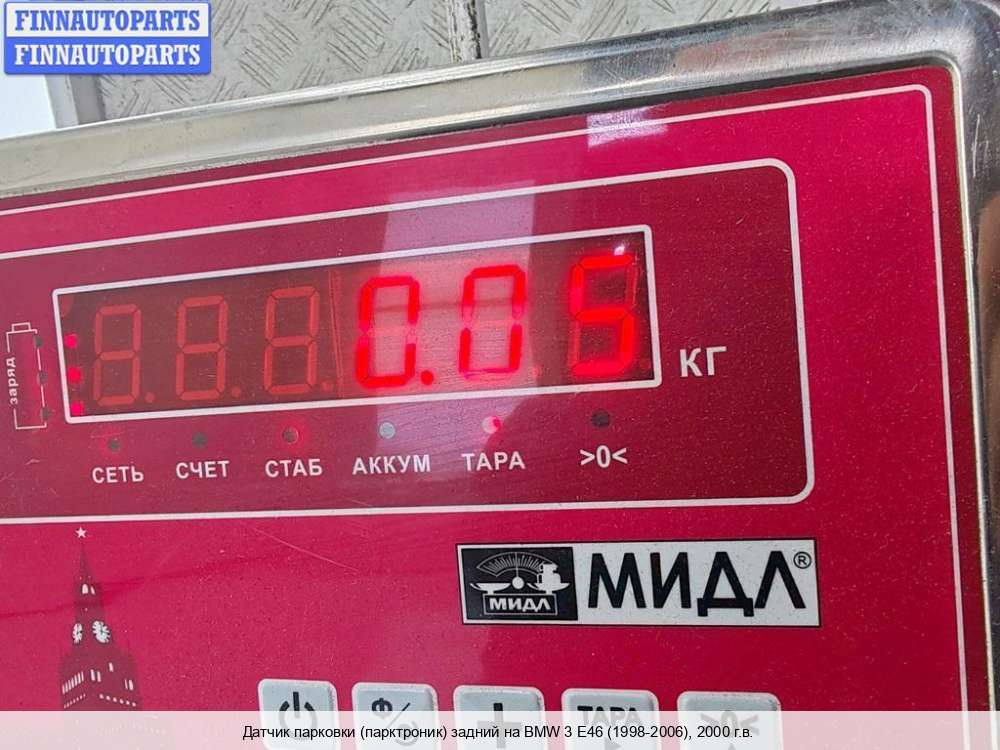 FINNAUTOPARTS
FINNAUTOPARTS
заряд
0.05
КГ
СЕТЬ СЧЕТ СТАБ АККУМ ТАРА >0<
МИДЛ
МИДЛ®
Ф/
+
ТАРА
>0<
Датчик парковки (парктроник) задний на BMW 3 E46 (1998-2006), 2000 г.в.